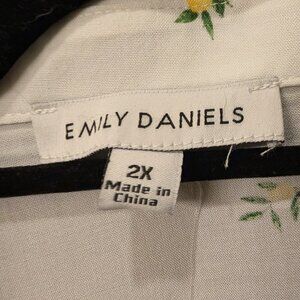 EMILY DANIELS
2X
Made in
China